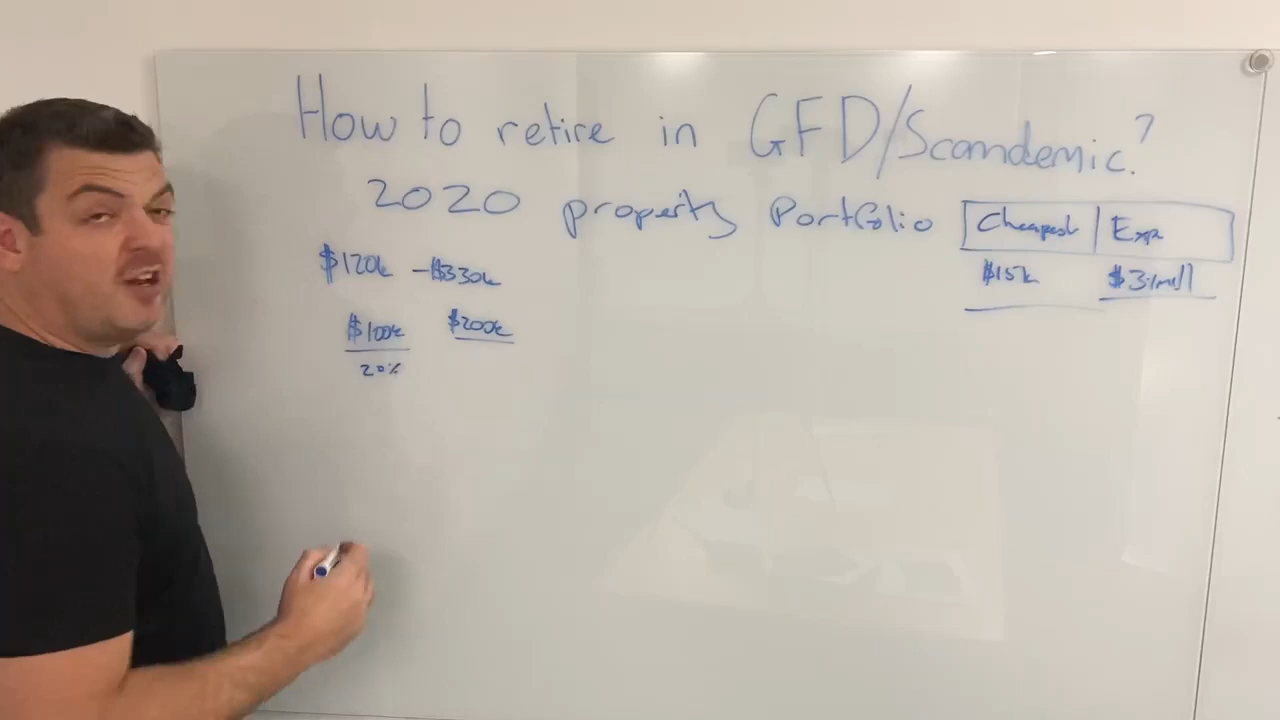 How to retire in GFD/Scamdemic?
2020 property Portfolio
Cheapest Exp
$15k $3.1mill
$120k - $330k
$100k $200k
20%